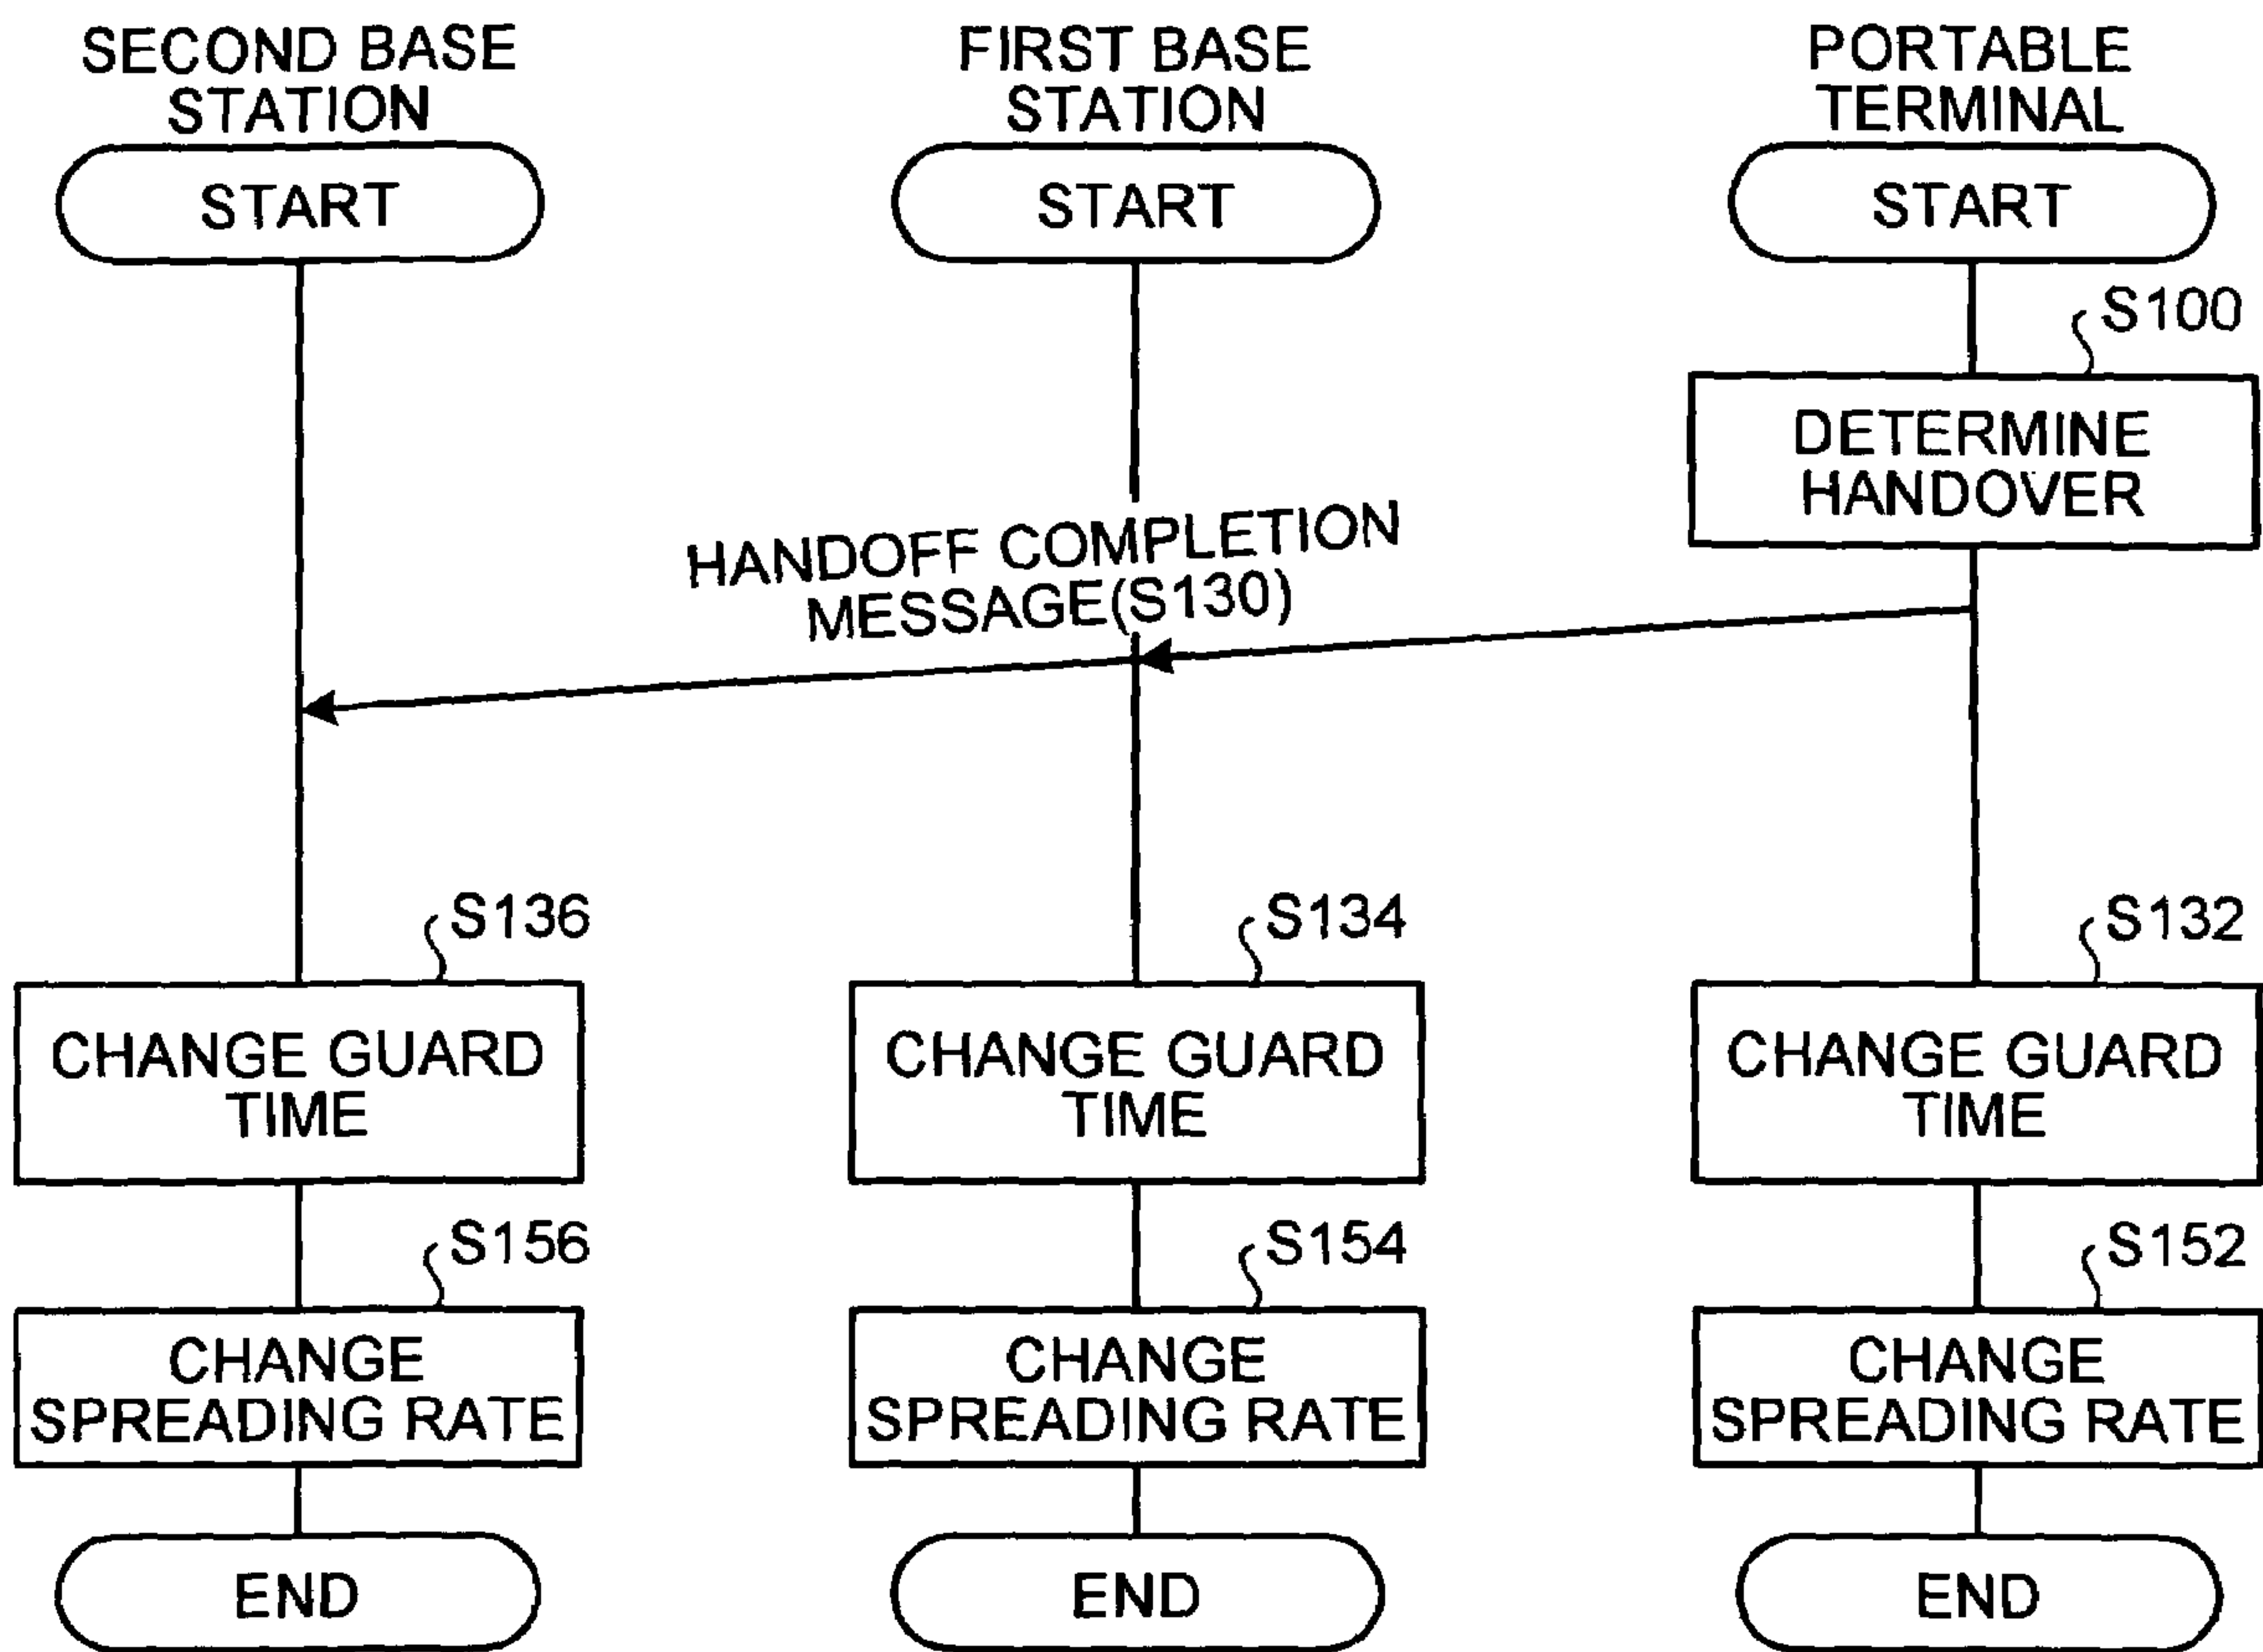 SECOND BASE
STATION
FIRST BASE
STATION
PORTABLE
TERMINAL
START
START
START
S100
DETERMINE
HANDOVER
HANDOFF COMPLETION
MESSAGE(S130)
S136
S134
S132
CHANGE GUARD
TIME
CHANGE GUARD
TIME
CHANGE GUARD
TIME
S156
S154
S152
CHANGE
SPREADING RATE
CHANGE
SPREADING RATE
CHANGE
SPREADING RATE
END
END
END